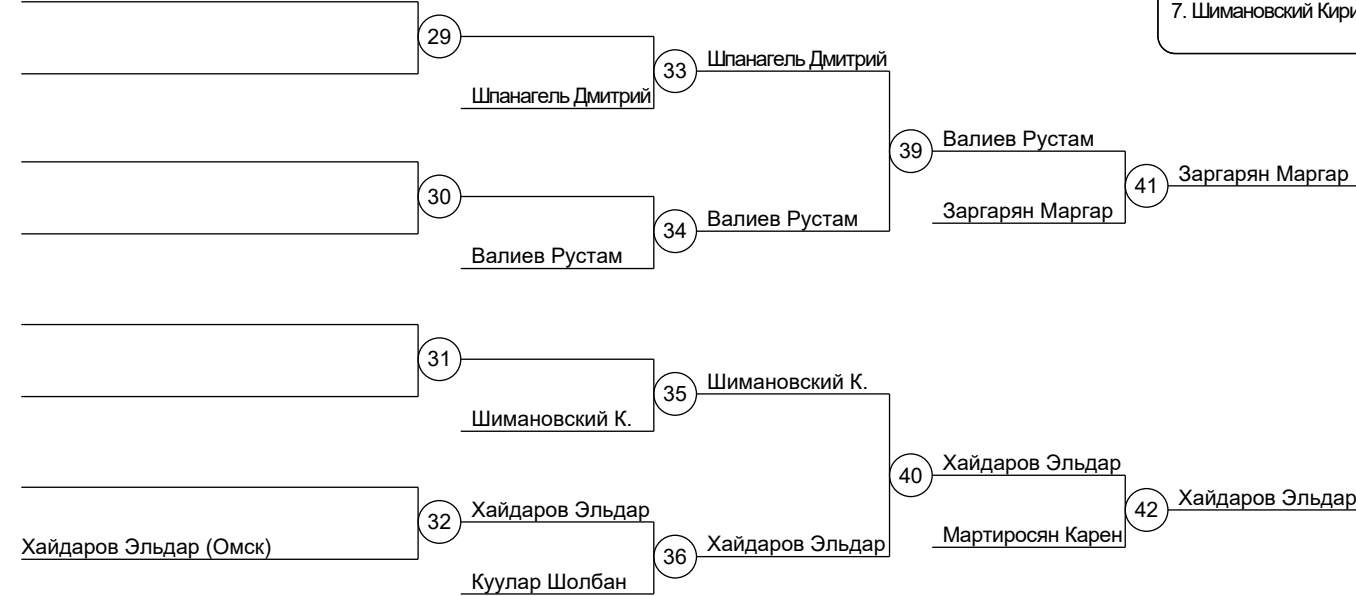 7. Шимановский Кири
29
33
Шпанагель Дмитрий
Шпанагель Дмитрий
39
Валиев Рустам
41
Заргарян Маргар
30
34
Валиев Рустам
Заргарян Маргар
Валиев Рустам
31
35
Шимановский К.
Шимановский К.
40
Хайдаров Эльдар
42
Хайдаров Эльдар
32
Хайдаров Эльдар
Мартиросян Карен
Хайдаров Эльдар (Омск)
36
Хайдаров Эльдар
Куулар Шолбан